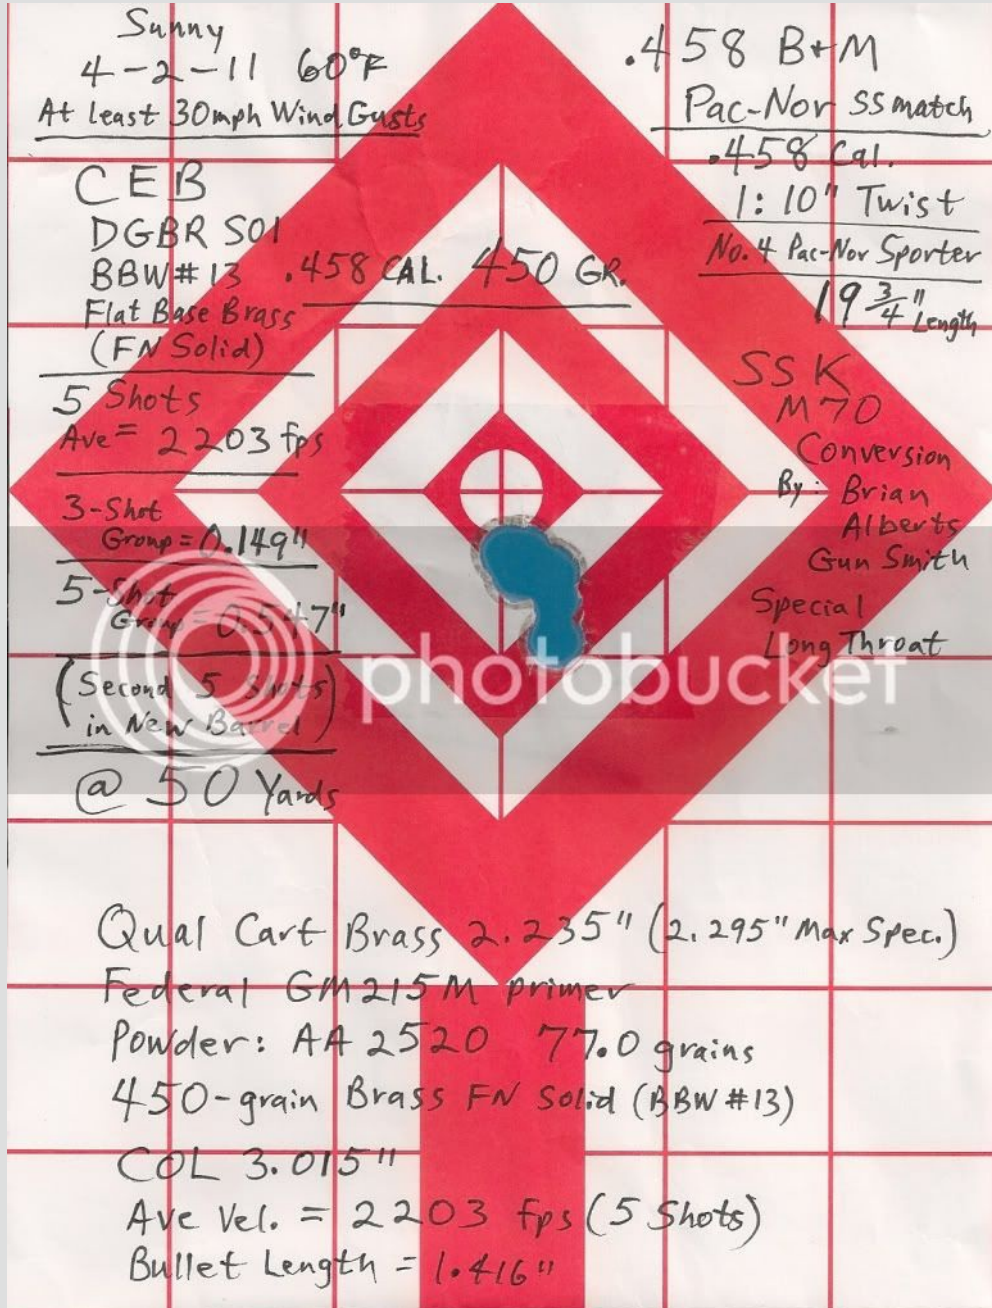 Sunny
4-2-11 60°F
At least 30mph Wind Gusts
CEB
DGBR S01
BBW#13 .458 CAL. 450 GR.
Flat Base Brass
(FN Solid)
5 Shots
Ave = 2203 fps
3-Shot
Group = 0.149"
5-Shot
Group = 0.547"
(Second 5 Shots
in New Barrel)
@ 50 Yards
.458 B+M
Pac-Nor SS match
.458 Cal.
1:10" Twist
No. 4 Pac-Nor Sporter
19 3/4" Length
SSK
M70
Conversion
By: Brian
Alberts
Gun Smith
Special
Long Throat
photobucket
Qual Cart Brass 2.235" (2.295" Max Spec.)
Federal GM215M primer
Powder: AA 2520 77.0 grains
450-grain Brass FN Solid (BBW #13)
COL 3.015"
Ave Vel. = 2203 fps (5 Shots)
Bullet Length = 1.416"